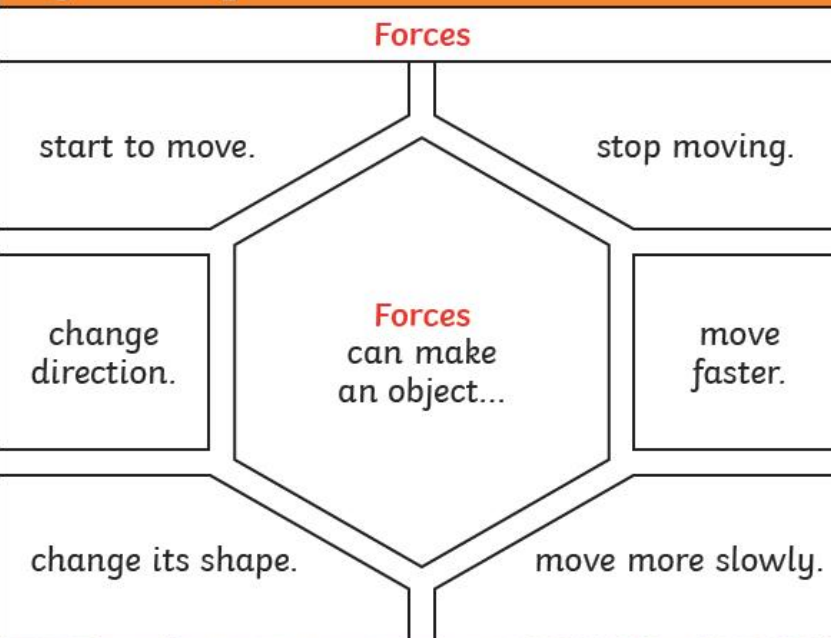 Forces
start to move.
stop moving.
Forces
can make
an object...
change
direction.
move
faster.
change its shape.
move more slowly.